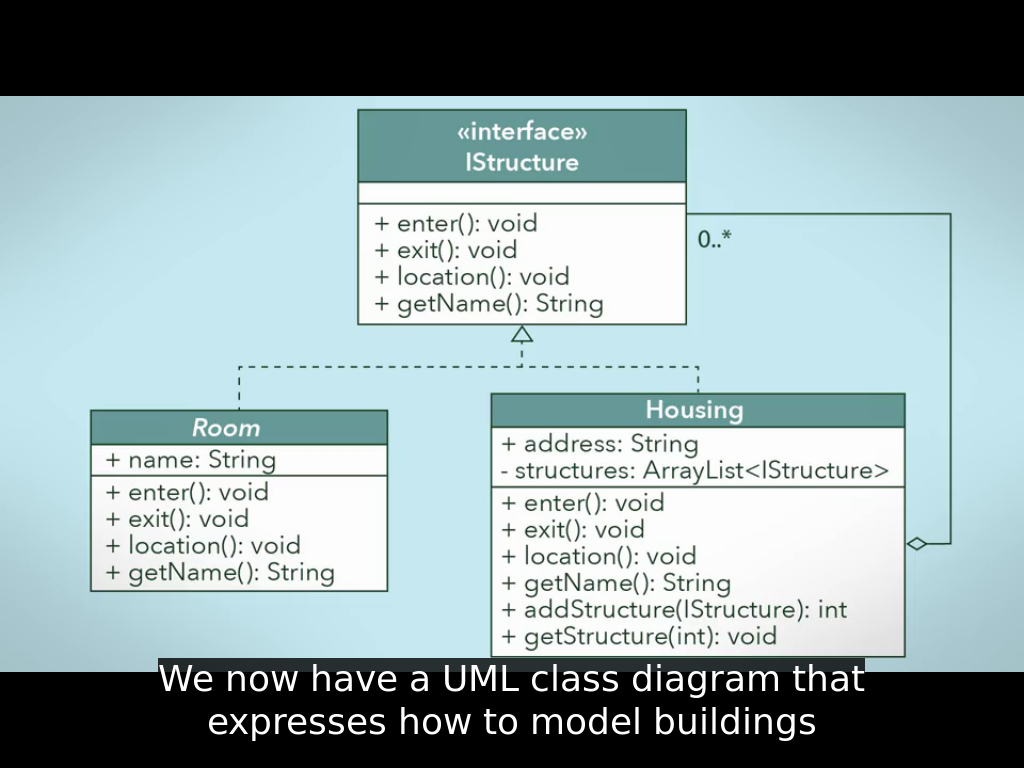 «interface»
IStructure
+ enter(): void
+ exit(): void
+ location(): void
+ getName(): String
0..*
Room
+ name: String
+ enter(): void
+ exit(): void
+ location(): void
+ getName(): String
Housing
+ address: String
- structures: ArrayList<IStructure>
+ enter(): void
+ exit(): void
+ location(): void
+ getName(): String
+ addStructure(IStructure): int
+ getStructure(int): void
We now have a UML class diagram that
expresses how to model buildings